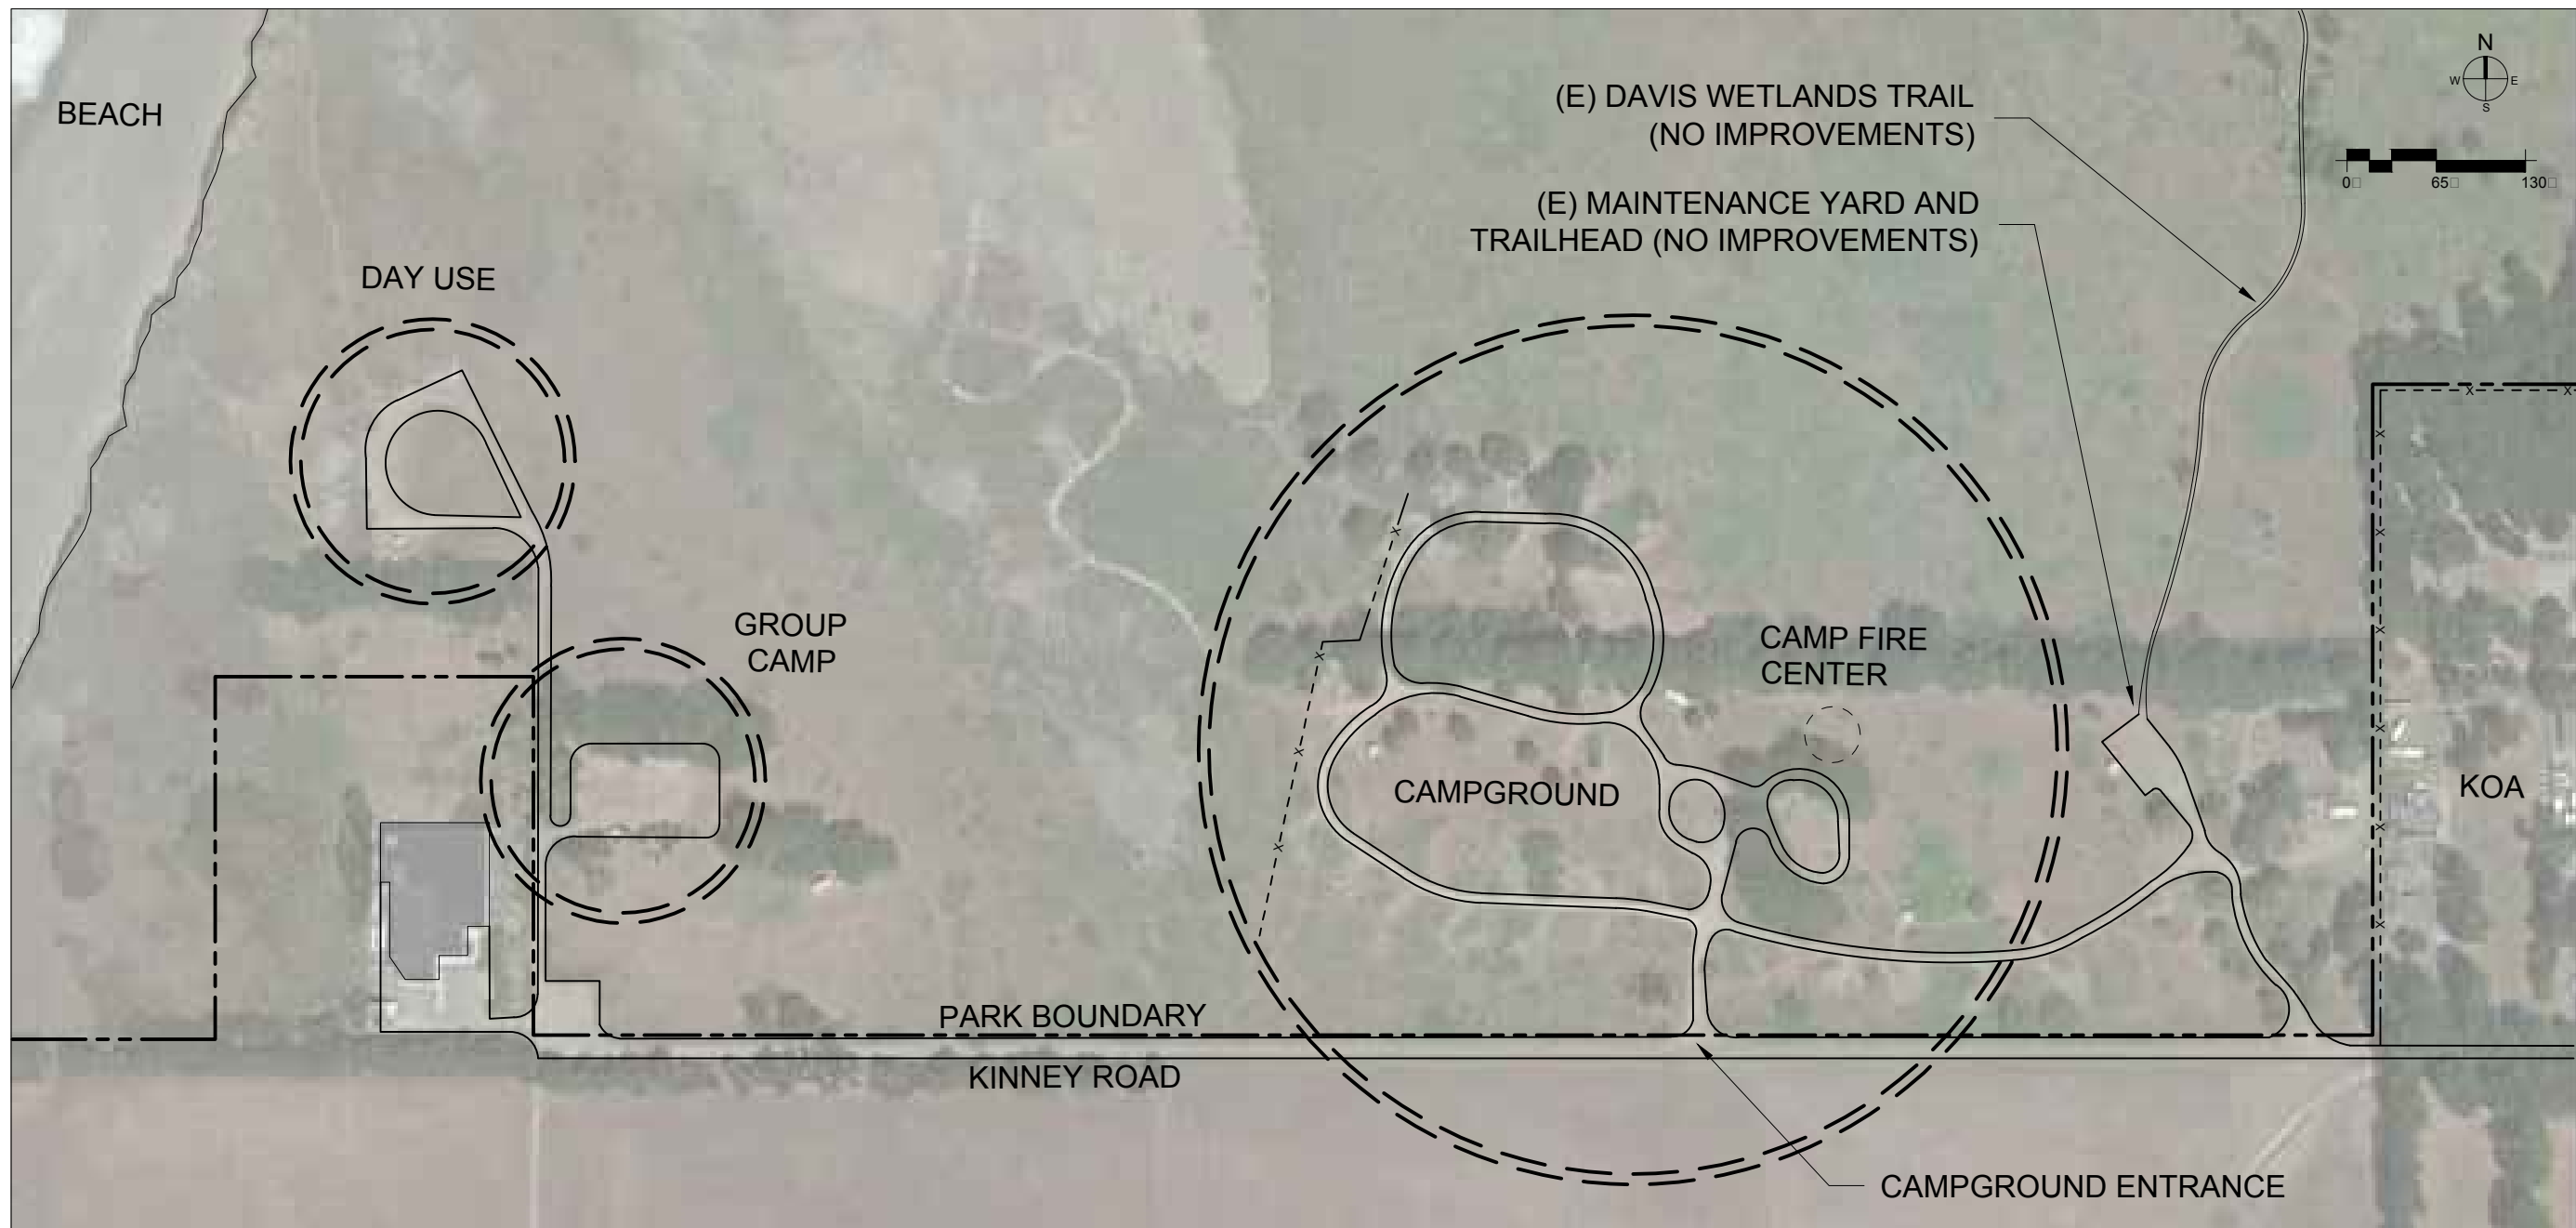 BEACH
N
W
E
S
(E) DAVIS WETLANDS TRAIL
(NO IMPROVEMENTS)
0
65
130
(E) MAINTENANCE YARD AND
TRAILHEAD (NO IMPROVEMENTS)
DAY USE
GROUP
CAMP
CAMP FIRE
CENTER
CAMPGROUND
KOA
PARK BOUNDARY
KINNEY ROAD
CAMPGROUND ENTRANCE